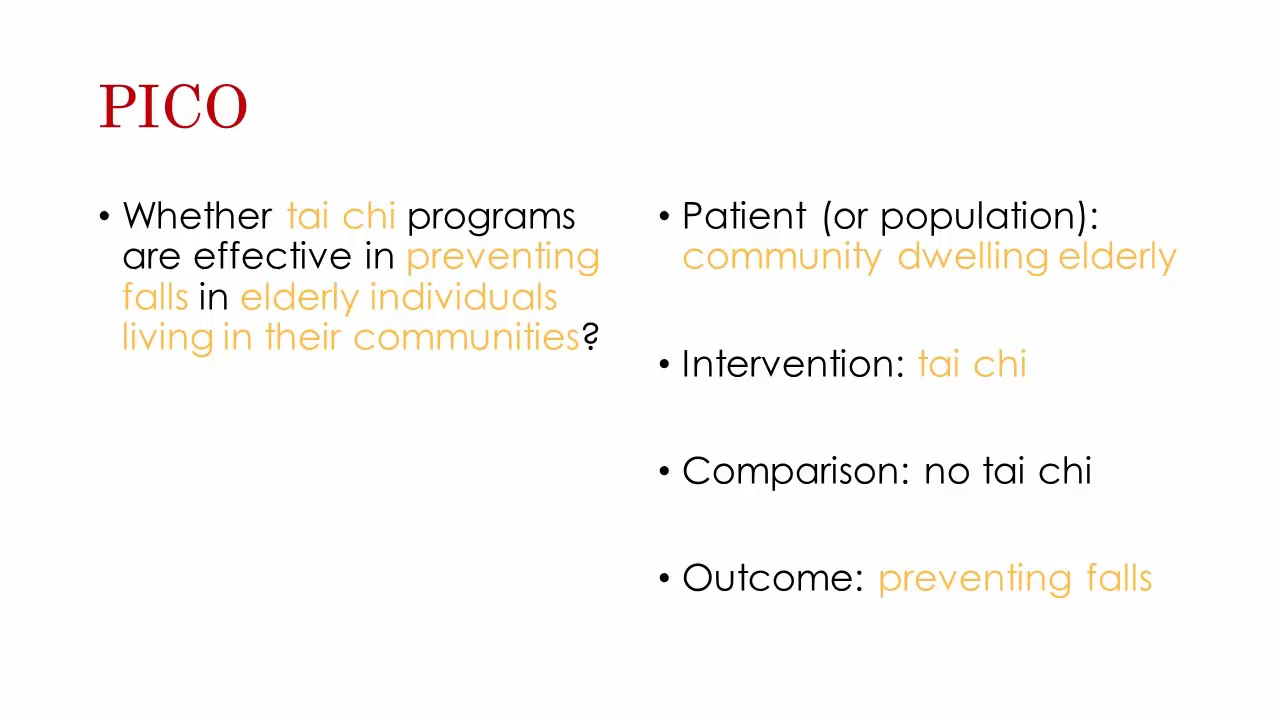 PICO
• Whether tai chi programs
are effective in preventing
falls in elderly individuals
living in their communities?
• Patient (or population):
community dwelling elderly
• Intervention: tai chi
• Comparison: no tai chi
• Outcome: preventing falls